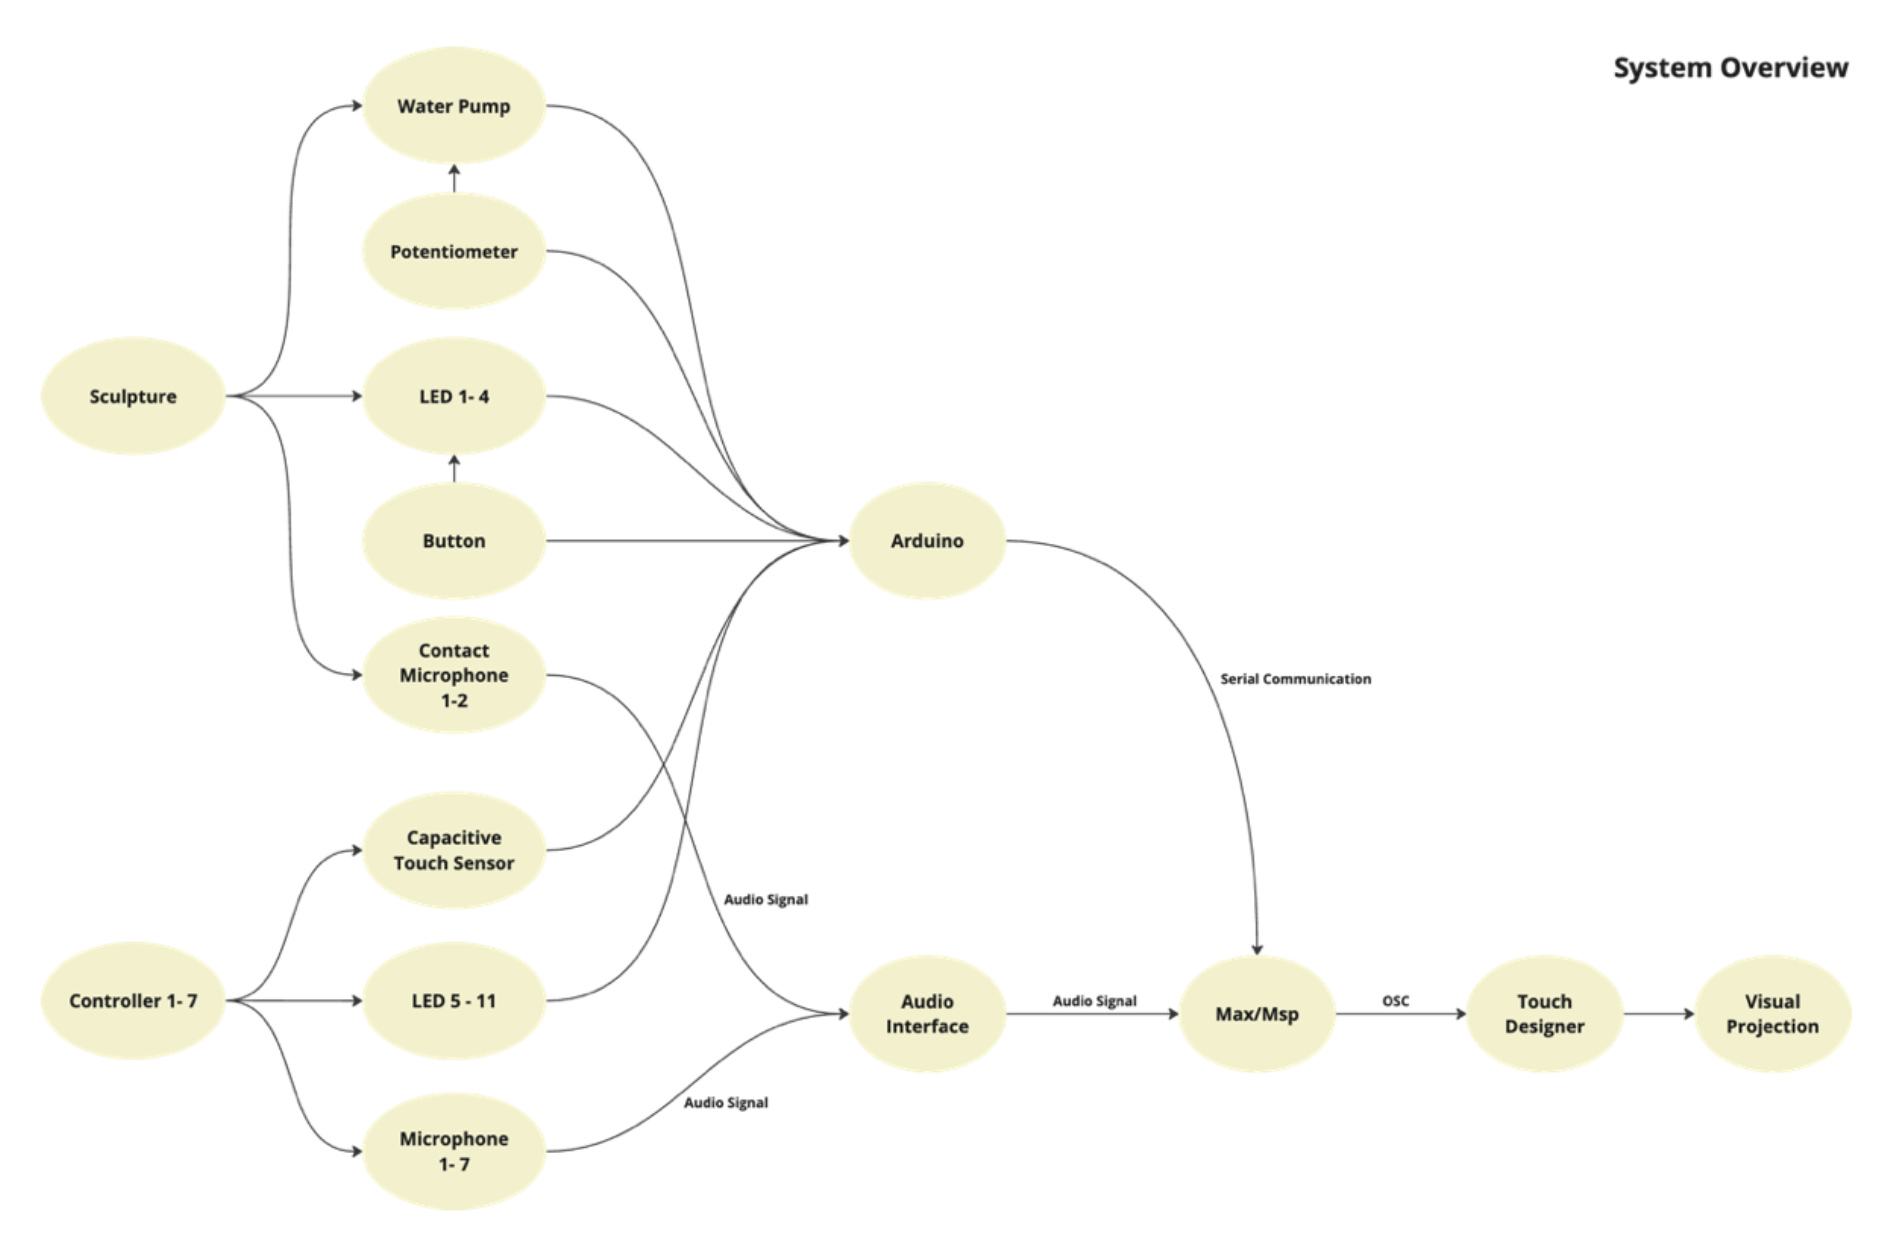 System Overview
Water Pump
Potentiometer
Sculpture
LED 1- 4
Button
Arduino
Contact
Microphone
1-2
Serial Communication
Capacitive
Touch Sensor
Audio Signal
Controller 1- 7
LED 5 - 11
Audio
Interface
Audio Signal
Max/Msp
OSC
Touch
Designer
Visual
Projection
Audio Signal
Microphone
1- 7